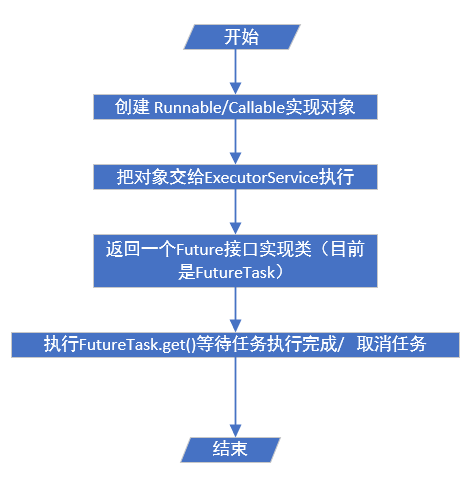 开始
创建 Runnable/Callable实现对象
把对象交给ExecutorService执行
返回一个Future接口实现类（目前
是FutureTask）
执行FutureTask.get()等待任务执行完成/ 取消任务
结束